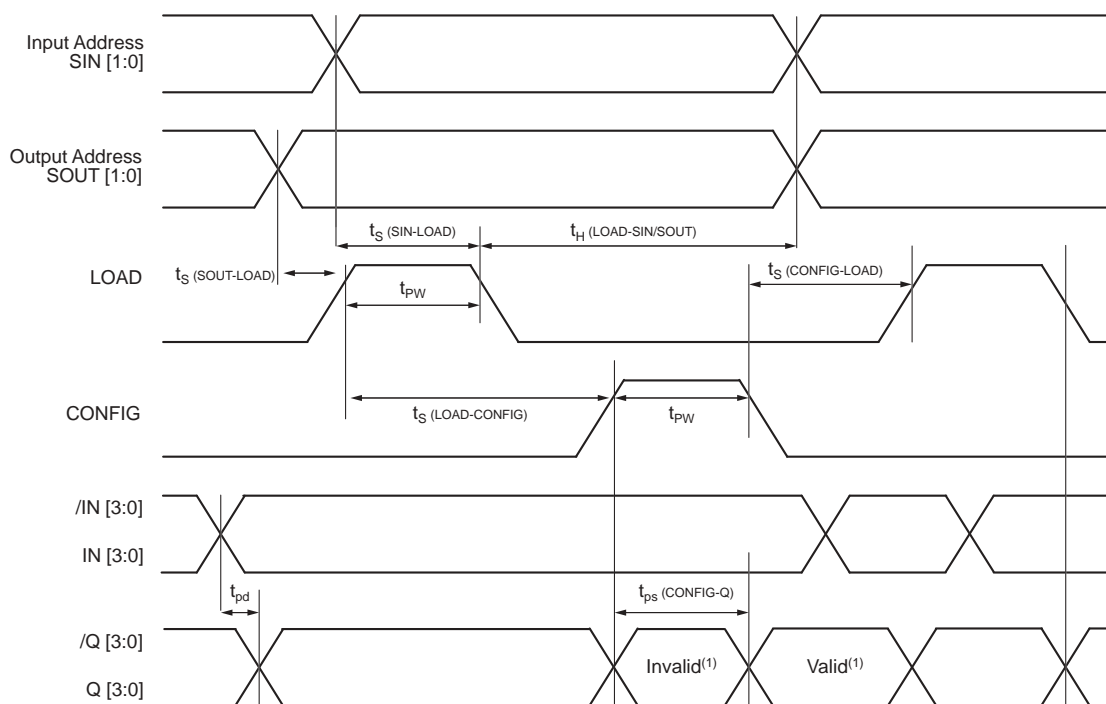 Input Address
SIN [1:0]
Output Address
SOUT [1:0]
tS (SIN-LOAD)
tH (LOAD-SIN/SOUT)
tS (SOUT-LOAD)
tS (CONFIG-LOAD)
LOAD
tPW
CONFIG
tS (LOAD-CONFIG)
tPW
/IN [3:0]
IN [3:0]
tpd
tps (CONFIG-Q)
/Q [3:0]
Q [3:0]
Invalid(1)
Valid(1)